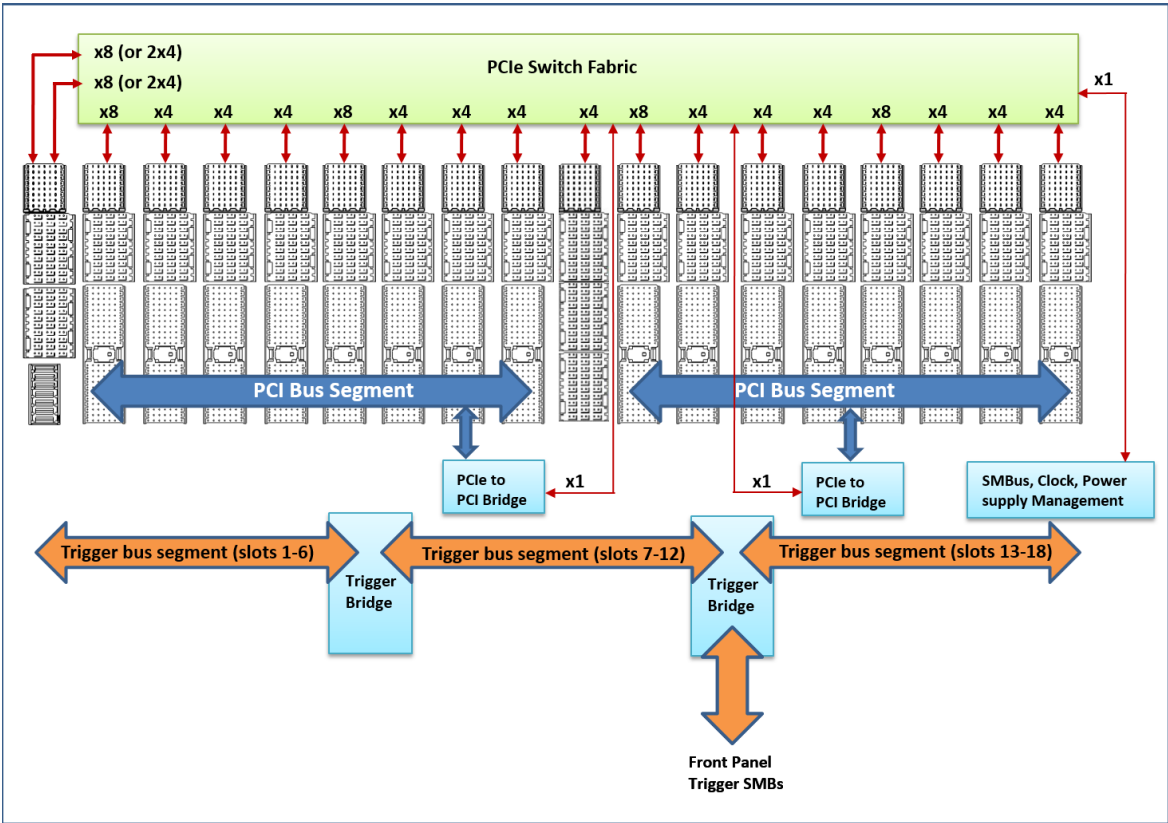 x8 (or 2x4)
x8 (or 2x4)
PCIe Switch Fabric
x1
x8 x4 x4 x4 x8 x4 x4 x4 x4 x8 x4 x4 x4 x8 x4 x4 x4
PCI Bus Segment
PCI Bus Segment
PCIe to
PCI Bridge
x1
x1
PCIe to
PCI Bridge
SMBus, Clock, Power
supply Management
Trigger bus segment (slots 1-6)
Trigger bus segment (slots 7-12)
Trigger bus segment (slots 13-18)
Trigger
Bridge
Trigger
Bridge
Front Panel
Trigger SMBs